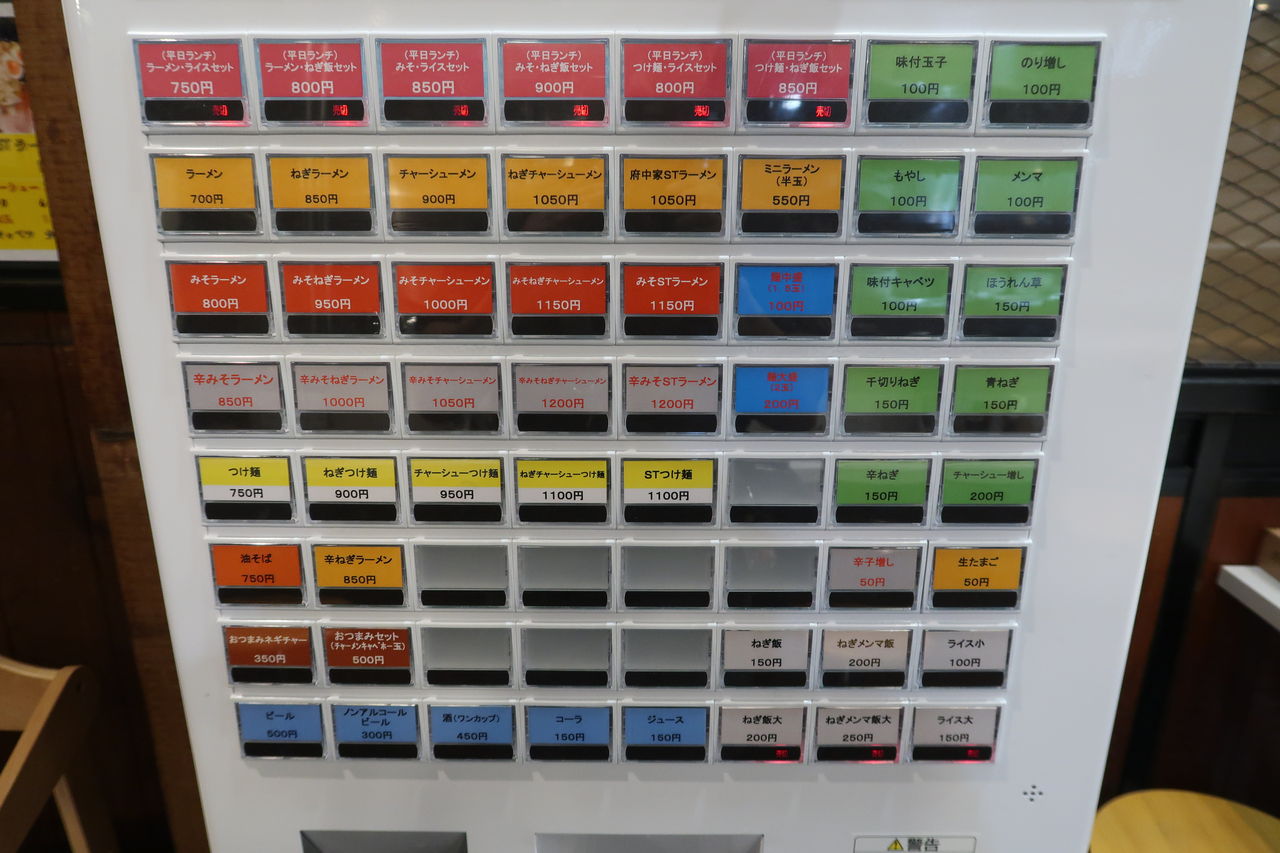 (平日ランチ)
ラーメン・ライスセット
750円
売切
(平日ランチ)
ラーメン・ねぎ飯セット
800円
売切
(平日ランチ)
みそ・ライスセット
850円
売切
(平日ランチ)
みそ・ねぎ飯セット
900円
売切
(平日ランチ)
つけ麺・ライスセット
800円
売切
(平日ランチ)
つけ麺・ねぎ飯セット
850円
売切
味付玉子
100円
のり増し
100円
ラーメン
700円
ねぎラーメン
850円
チャーシューメン
900円
ねぎチャーシューメン
1050円
府中家STラーメン
1050円
ミニラーメン
(半玉)
550円
もやし
100円
メンマ
100円
みそラーメン
800円
みそねぎラーメン
950円
みそチャーシューメン
1000円
みそねぎチャーシューメン
1150円
みそSTラーメン
1150円
麺中盛
(1.5玉)
100円
味付キャベツ
100円
ほうれん草
150円
辛みそラーメン
850円
辛みそねぎラーメン
1000円
辛みそチャーシューメン
1050円
辛みそねぎチャーシューメン
1200円
辛みそSTラーメン
1200円
麺大盛
(2玉)
200円
千切りねぎ
150円
青ねぎ
150円
つけ麺
750円
ねぎつけ麺
900円
チャーシューつけ麺
950円
ねぎチャーシューつけ麺
1100円
STつけ麺
1100円
辛ねぎ
150円
チャーシュー増し
200円
油そば
750円
辛ねぎラーメン
850円
辛子増し
50円
生たまご
50円
おつまみネギチャー
350円
おつまみセット
(チャーメンキャベホー玉)
500円
ねぎ飯
150円
ねぎメンマ飯
200円
ライス小
100円
ビール
500円
ノンアルコール
ビール
300円
酒(ワンカップ)
450円
コーラ
150円
ジュース
150円
ねぎ飯大
200円
売切
ねぎメンマ飯大
250円
売切
ライス大
150円
売切
警告